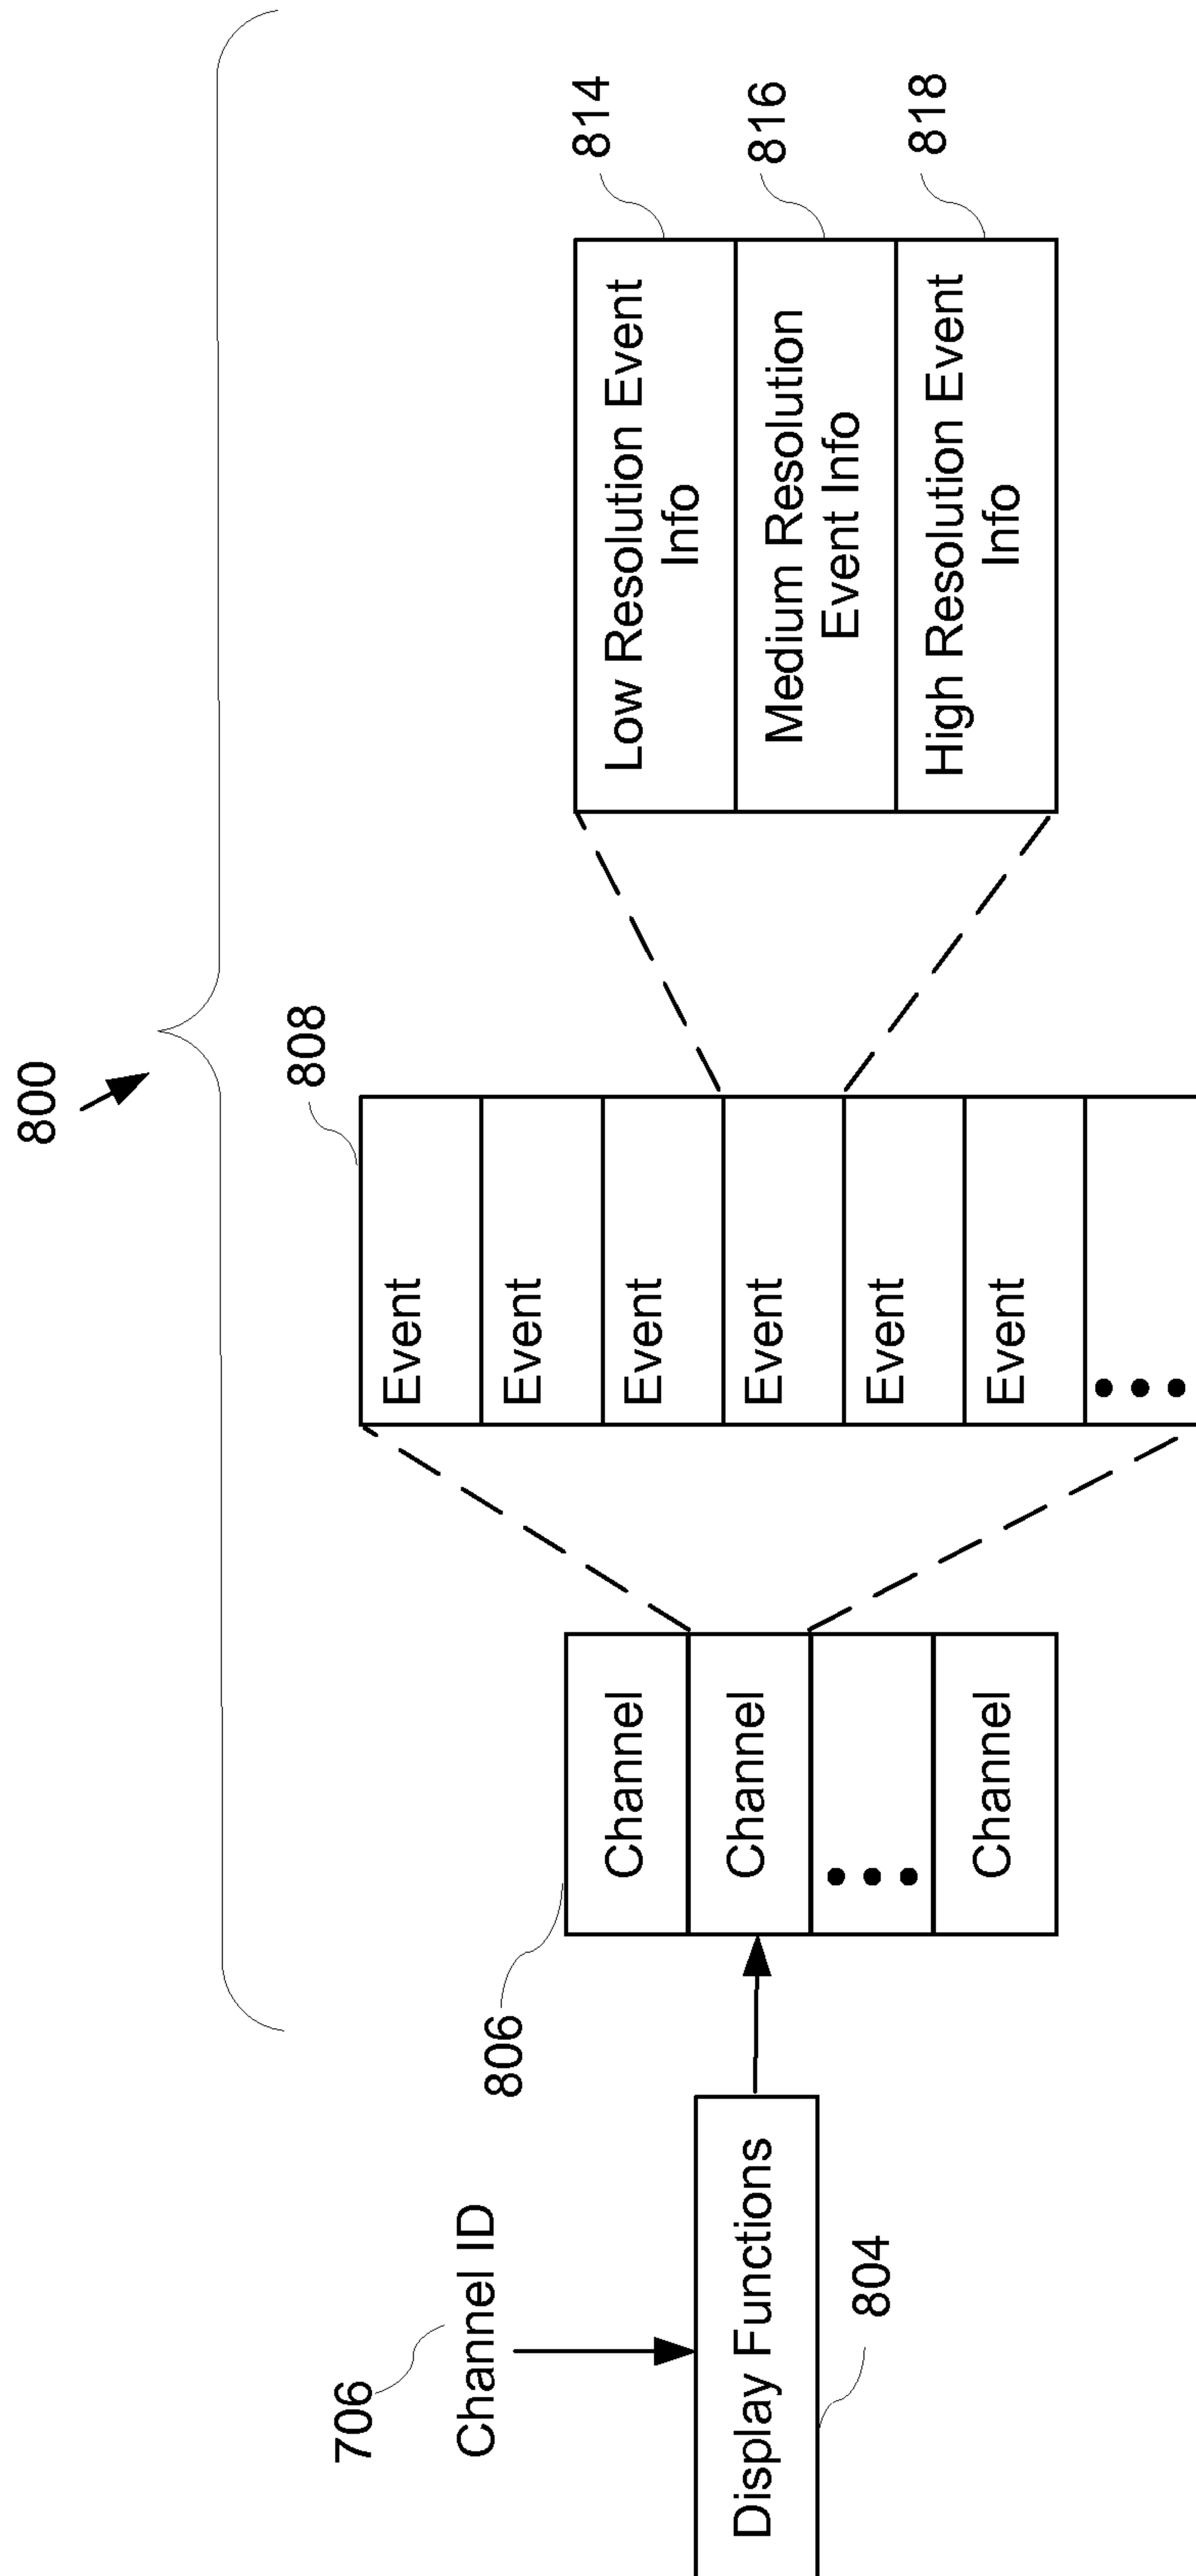 800
706
Channel ID
Display Functions
804
806
Channel
Channel
Channel
808
Event
Event
Event
Event
Event
Event
Low Resolution Event
Info
814
Medium Resolution
Event Info
816
High Resolution Event
Info
818